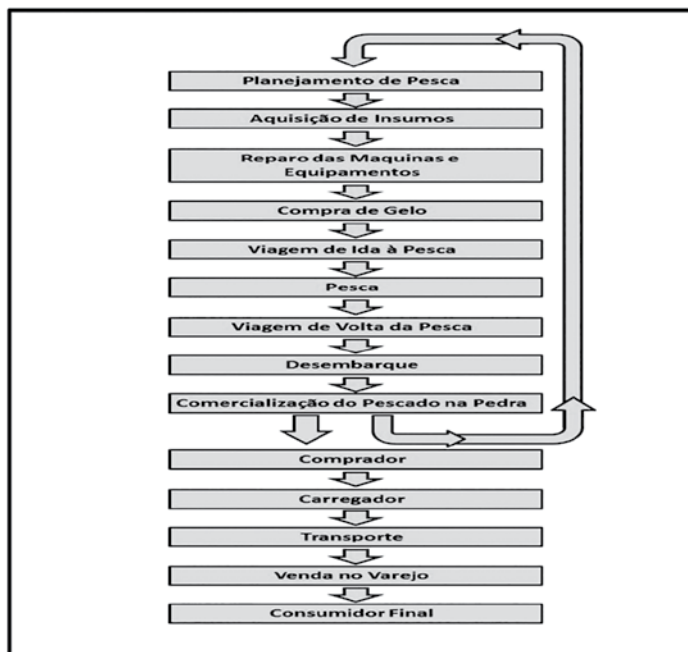 Planejamento de Pesca
Aquisição de Insumos
Reparo das Maquinas e
Equipamentos
Compra de Gelo
Viagem de Ida à Pesca
Pesca
Viagem de Volta da Pesca
Desembarque
Comercialização do Pescado na Pedra
Comprador
Carregador
Transporte
Venda no Varejo
Consumidor Final